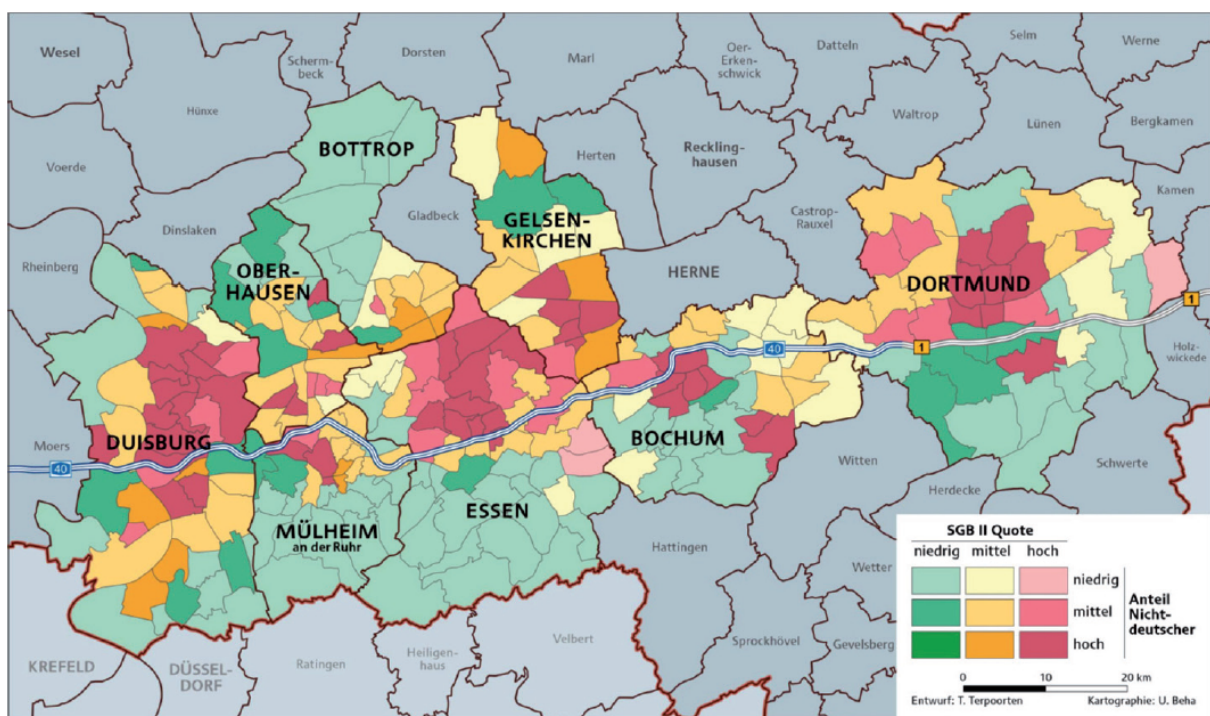 Wesel
Hünxe
Scherm-
beck
Dorsten
Marl
Oer-
Erken-
schwick
Datteln
Selm
Werne
Waltrop
Lünen
Bergkamen
Voerde
BOTTROP
Herten
Reckling-
hausen
Kamen
Dinslaken
Gladbeck
GELSEN-
KIRCHEN
Castrop-
Rauxel
Rheinberg
OBER-
HAUSEN
HERNE
DORTMUND
1
Holz-
wickede
40
1
Moers
DUISBURG
40
BOCHUM
Witten
Schwerte
MÜLHEIM
an der Ruhr
ESSEN
Herdecke
Hattingen
Wetter
KREFELD
DÜSSEL-
DORF
Ratingen
Heiligen-
haus
Velbert
Sprockhövel
Gevelsberg
SGB II Quote
niedrig mittel hoch
niedrig
mittel
hoch
Anteil
Nicht-
deutscher
0 10 20 km
Entwurf: T. Terpoorten Kartographie: U. Beha